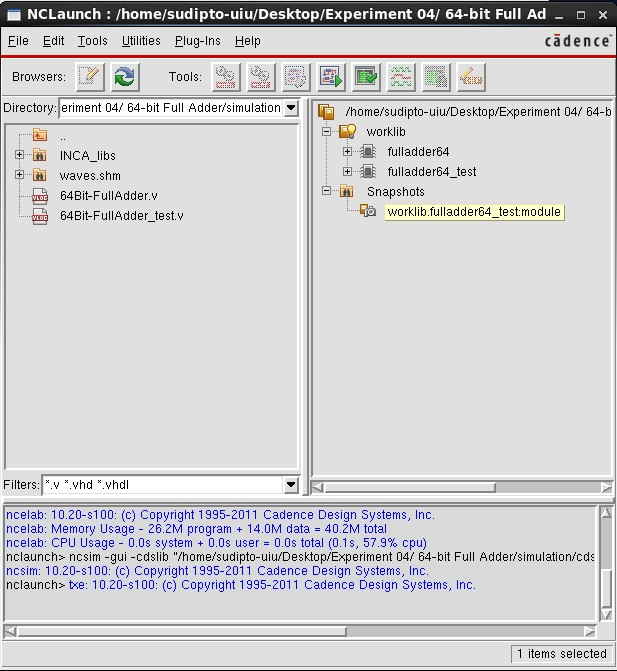 NCLaunch : /home/sudipto-uiu/Desktop/Experiment 04/ 64-bit Full Ad
File Edit Tools Utilities Plug-Ins Help cādence
Browsers: Tools:
Directory: eriment 04/ 64-bit Full Adder/simulation
..
INCA_libs
waves.shm
64Bit-FullAdder.v
64Bit-FullAdder_test.v
Filters: *.v *.vhd *.vhdl
/home/sudipto-uiu/Desktop/Experiment 04/ 64-b
worklib
fulladder64
fulladder64_test
Snapshots
worklib.fulladder64_test:module
ncelab: 10.20-s100: (c) Copyright 1995-2011 Cadence Design Systems, Inc.
ncelab: Memory Usage - 26.2M program + 14.0M data = 40.2M total
ncelab: CPU Usage - 0.0s system + 0.0s user = 0.0s total (0.1s, 57.9% cpu)
nclaunch> ncsim -gui -cdslib "/home/sudipto-uiu/Desktop/Experiment 04/ 64-bit Full Adder/simulation/cds
ncsim: 10.20-s100: (c) Copyright 1995-2011 Cadence Design Systems, Inc.
nclaunch> txe: 10.20-s100: (c) Copyright 1995-2011 Cadence Design Systems, Inc.
1 items selected